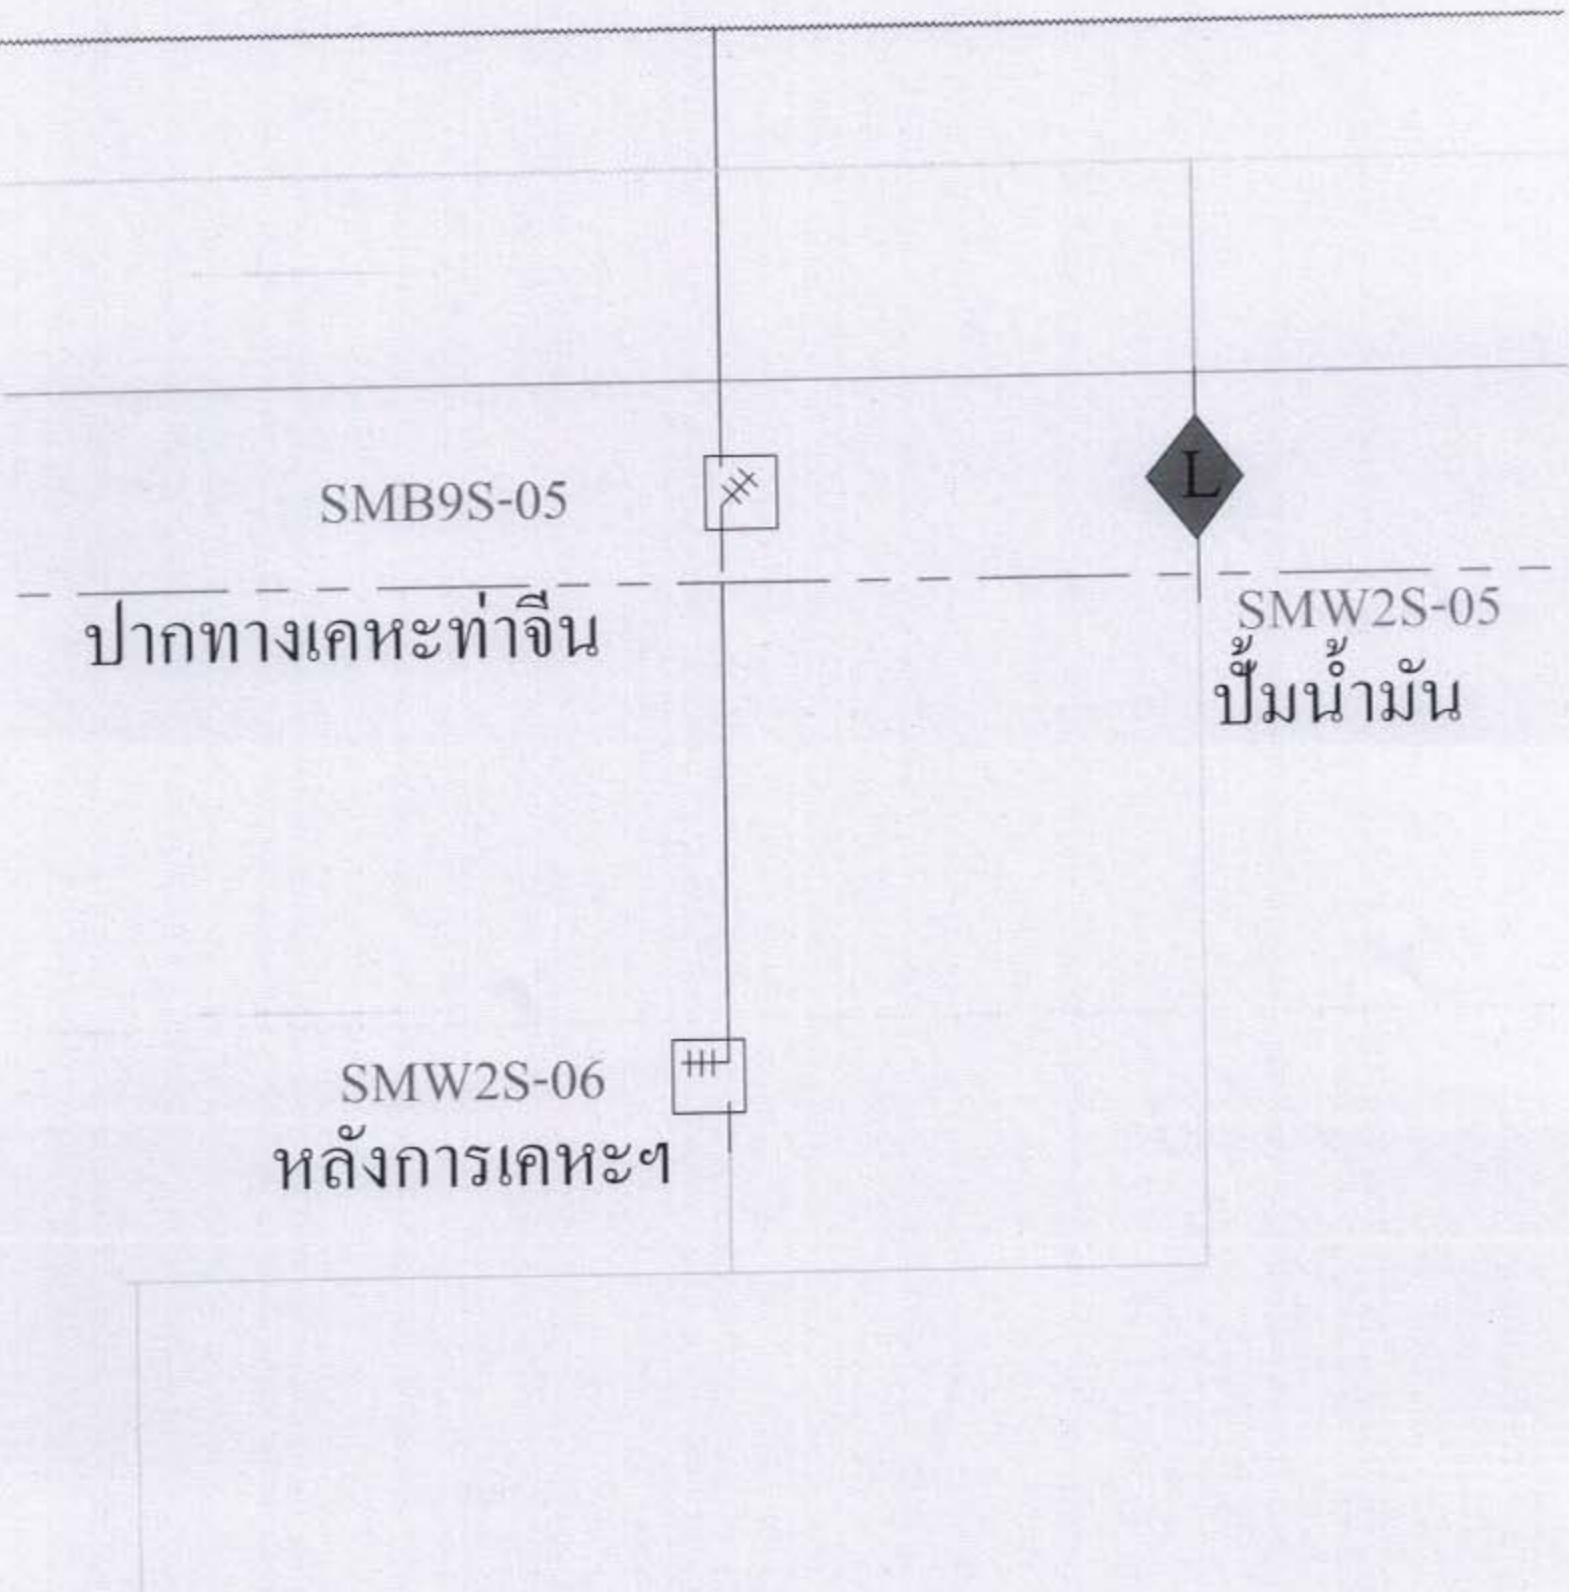 SMB9S-05
L
ปากทางเคหะท่าจีน
SMW2S-05
ปั๊มน้ำมัน
SMW2S-06
หลังการเคหะฯ